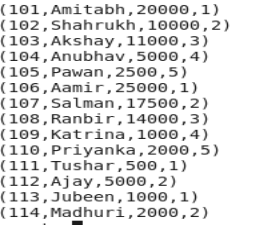 (101,Amitabh,20000,1)
(102,Shahrukh,10000,2)
(103,Akshay,11000,3)
(104,Anubhav,5000,4)
(105,Pawan,2500,5)
(106,Aamir,25000,1)
(107,Salman,17500,2)
(108,Ranbir,14000,3)
(109,Katrina,1000,4)
(110,Priyanka,2000,5)
(111,Tushar,500,1)
(112,Ajay,5000,2)
(113,Jubeen,1000,1)
(114,Madhuri,2000,2)